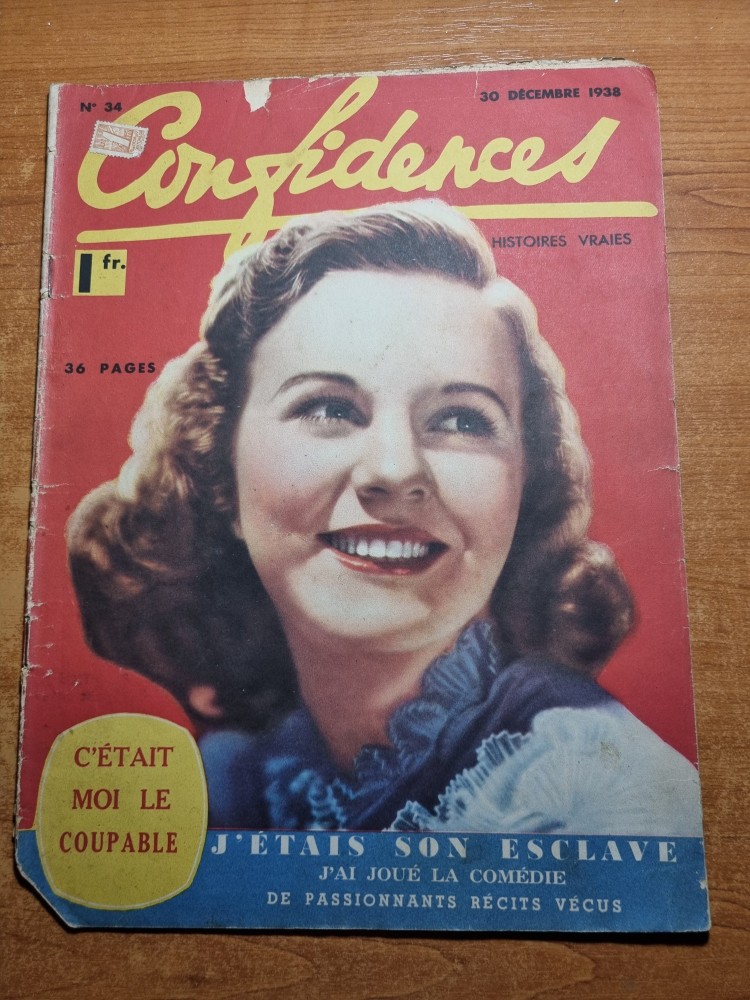 N° 34
30 DÉCEMBRE 1938
Confidences
HISTOIRES VRAIES
1 fr.
36 PAGES
C'ÉTAIT
MOI LE
COUPABLE
J'ÉTAIS SON ESCLAVE
J'AI JOUÉ LA COMÉDIE
DE PASSIONNANTS RÉCITS VÉCUS